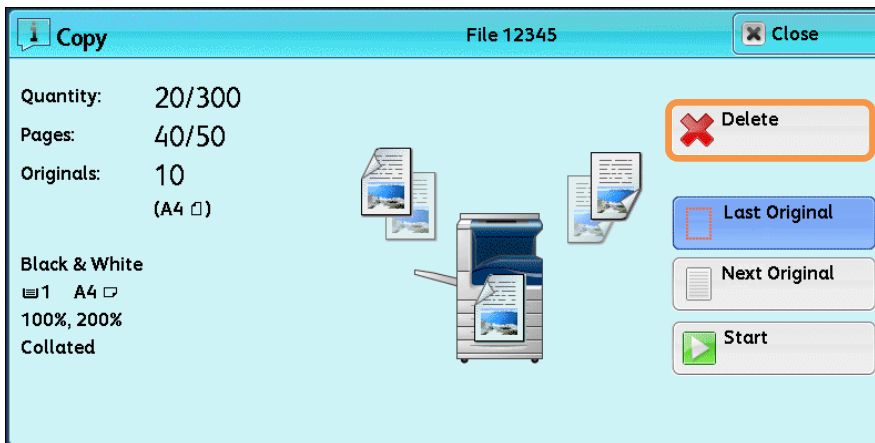 Copy File 12345 Close
Quantity: 20/300
Pages: 40/50
Originals: 10
(A4)
Black & White
1 A4
100%, 200%
Collated
Delete
Last Original
Next Original
Start